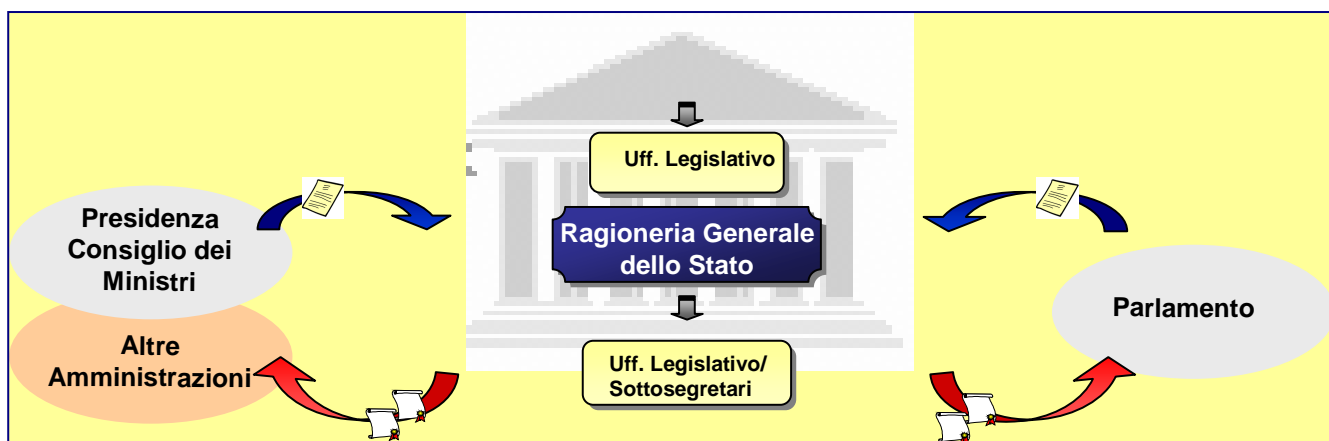 Uff. Legislativo
Presidenza
Consiglio dei
Ministri
Ragioneria Generale
dello Stato
Parlamento
Altre
Amministrazioni
Uff. Legislativo/
Sottosegretari